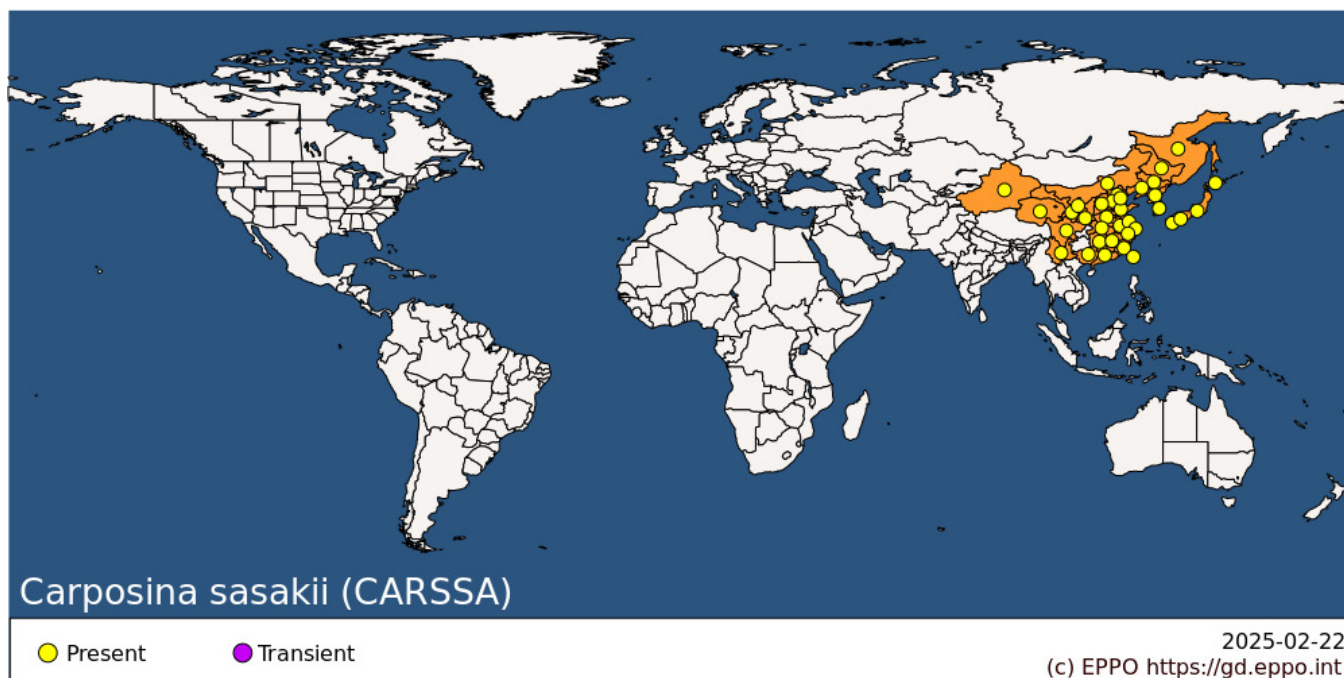 Carposina sasakii (CARSSA)
Present
Transient
2025-02-22
(c) EPPO https://gd.eppo.int